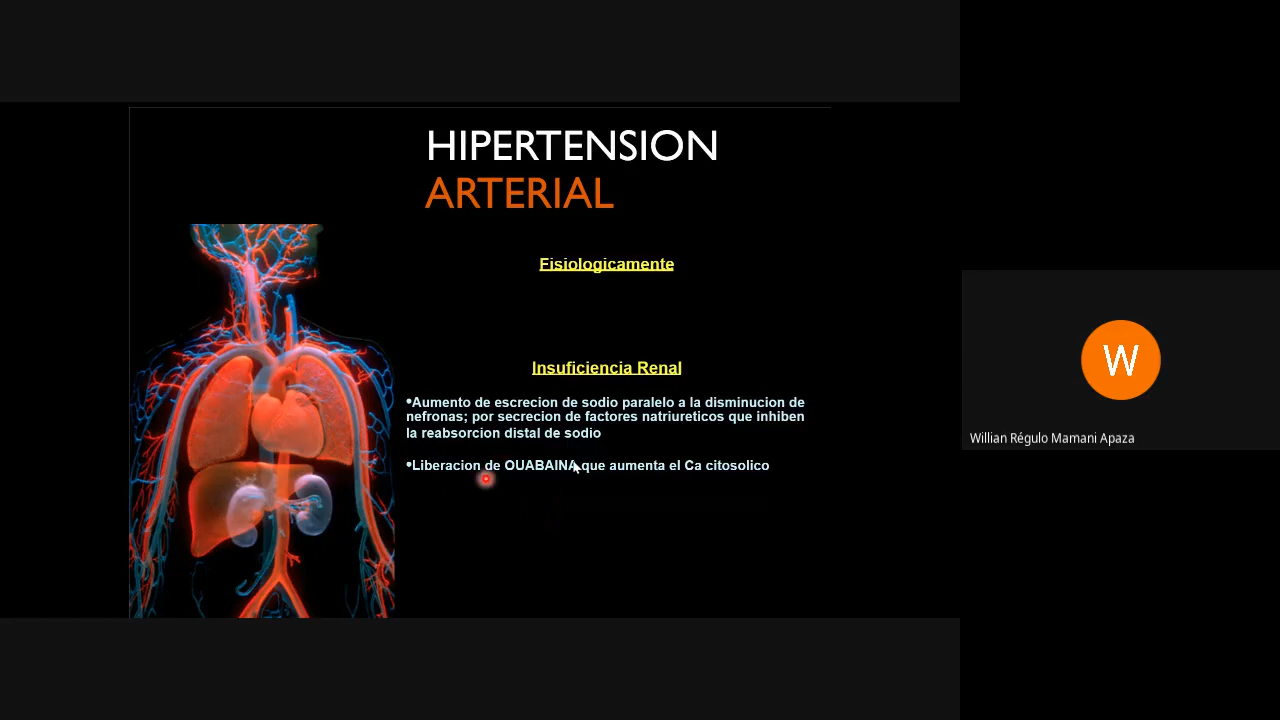 HIPERTENSION
ARTERIAL
Fisiologicamente
Insuficiencia Renal
•Aumento de escrecion de sodio paralelo a la disminucion de
nefronas; por secrecion de factores natriureticos que inhiben
la reabsorcion distal de sodio
•Liberacion de OUABAINA que aumenta el Ca citosolico
W
Willian Régulo Mamani Apaza